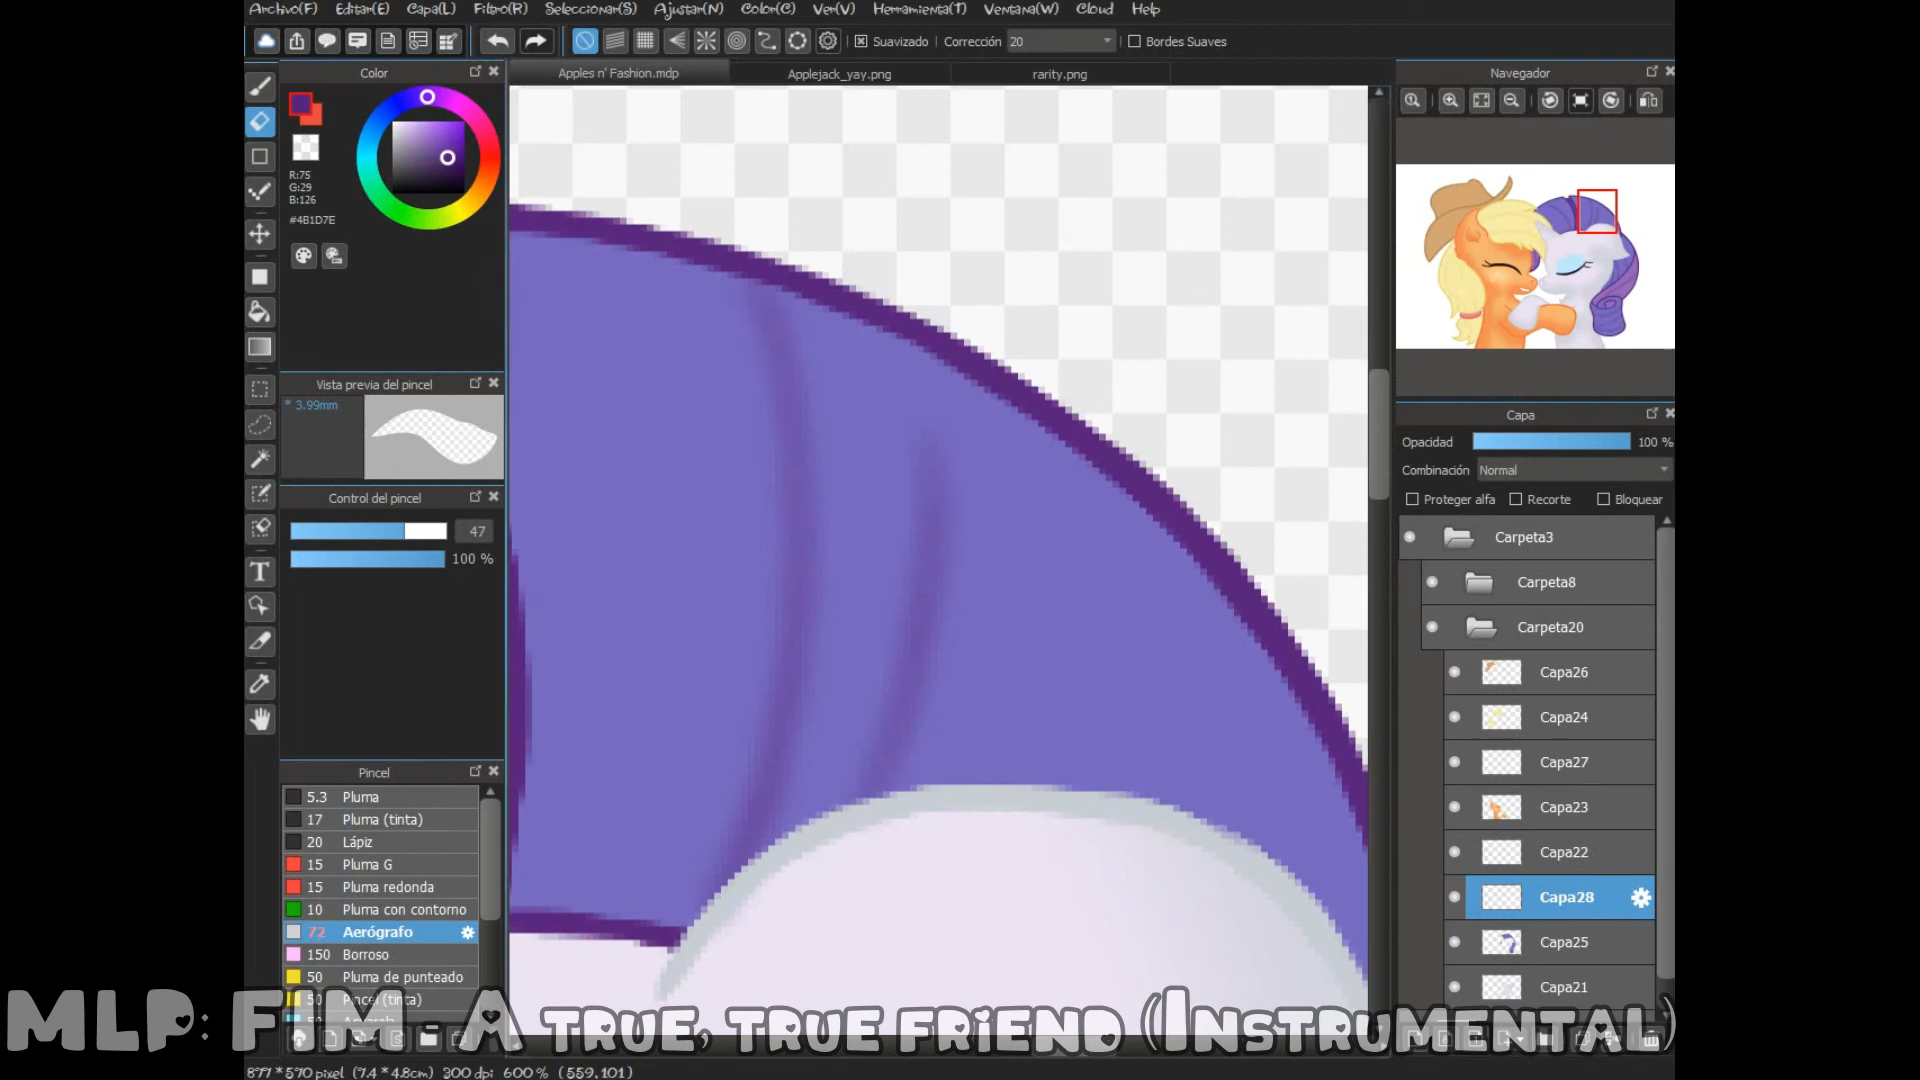 Archivo(F) Editar(E) Capa(L) Filtro(R) Seleccionar(S) Ajustar(N) Color(C) Ver(V) Herramienta(T) Ventana(W) Cloud Help
Suavizado Corrección 20 Bordes Suaves
Color
Apples n' Fashion.mdp Applejack_yay.png rarity.png
Navegador
R:75
G:29
B:126
#4B1D7E
Vista previa del pincel
* 3.99mm
Control del pincel
47
100 %
Capa
Opacidad 100 %
Combinación Normal
Proteger alfa Recorte Bloquear
Carpeta3
Carpeta8
Carpeta20
Capa26
Capa24
Capa27
Capa23
Capa22
Capa28
Capa25
Capa21
Pincel
5.3 Pluma
17 Pluma (tinta)
20 Lápiz
15 Pluma G
15 Pluma redonda
10 Pluma con contorno
72 Aerógrafo
150 Borroso
50 Pluma de punteado
50 Pincel (tinta)
MLP: FIM - A true, true friend (Instrumental)
877*570 pixel (7.4*4.8cm) 300 dpi 600 % (559,101)